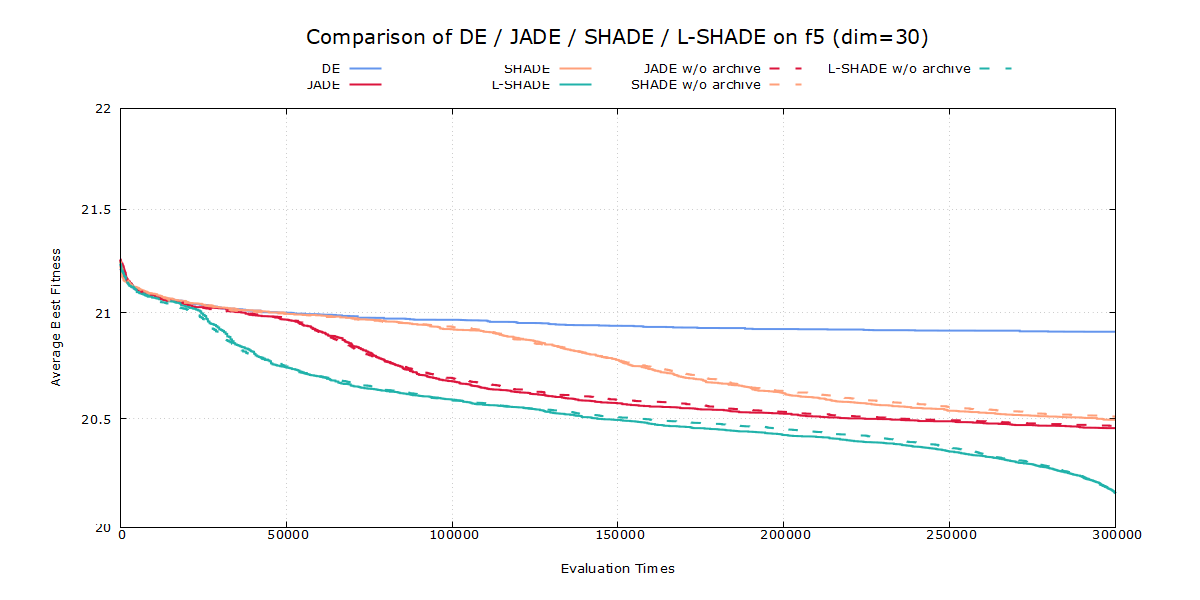 Comparison of DE / JADE / SHADE / L-SHADE on f5 (dim=30)
DE SHADE JADE w/o archive L-SHADE w/o archive
JADE L-SHADE SHADE w/o archive
22
21.5
21
20.5
20
Average Best Fitness
0 50000 100000 150000 200000 250000 300000
Evaluation Times